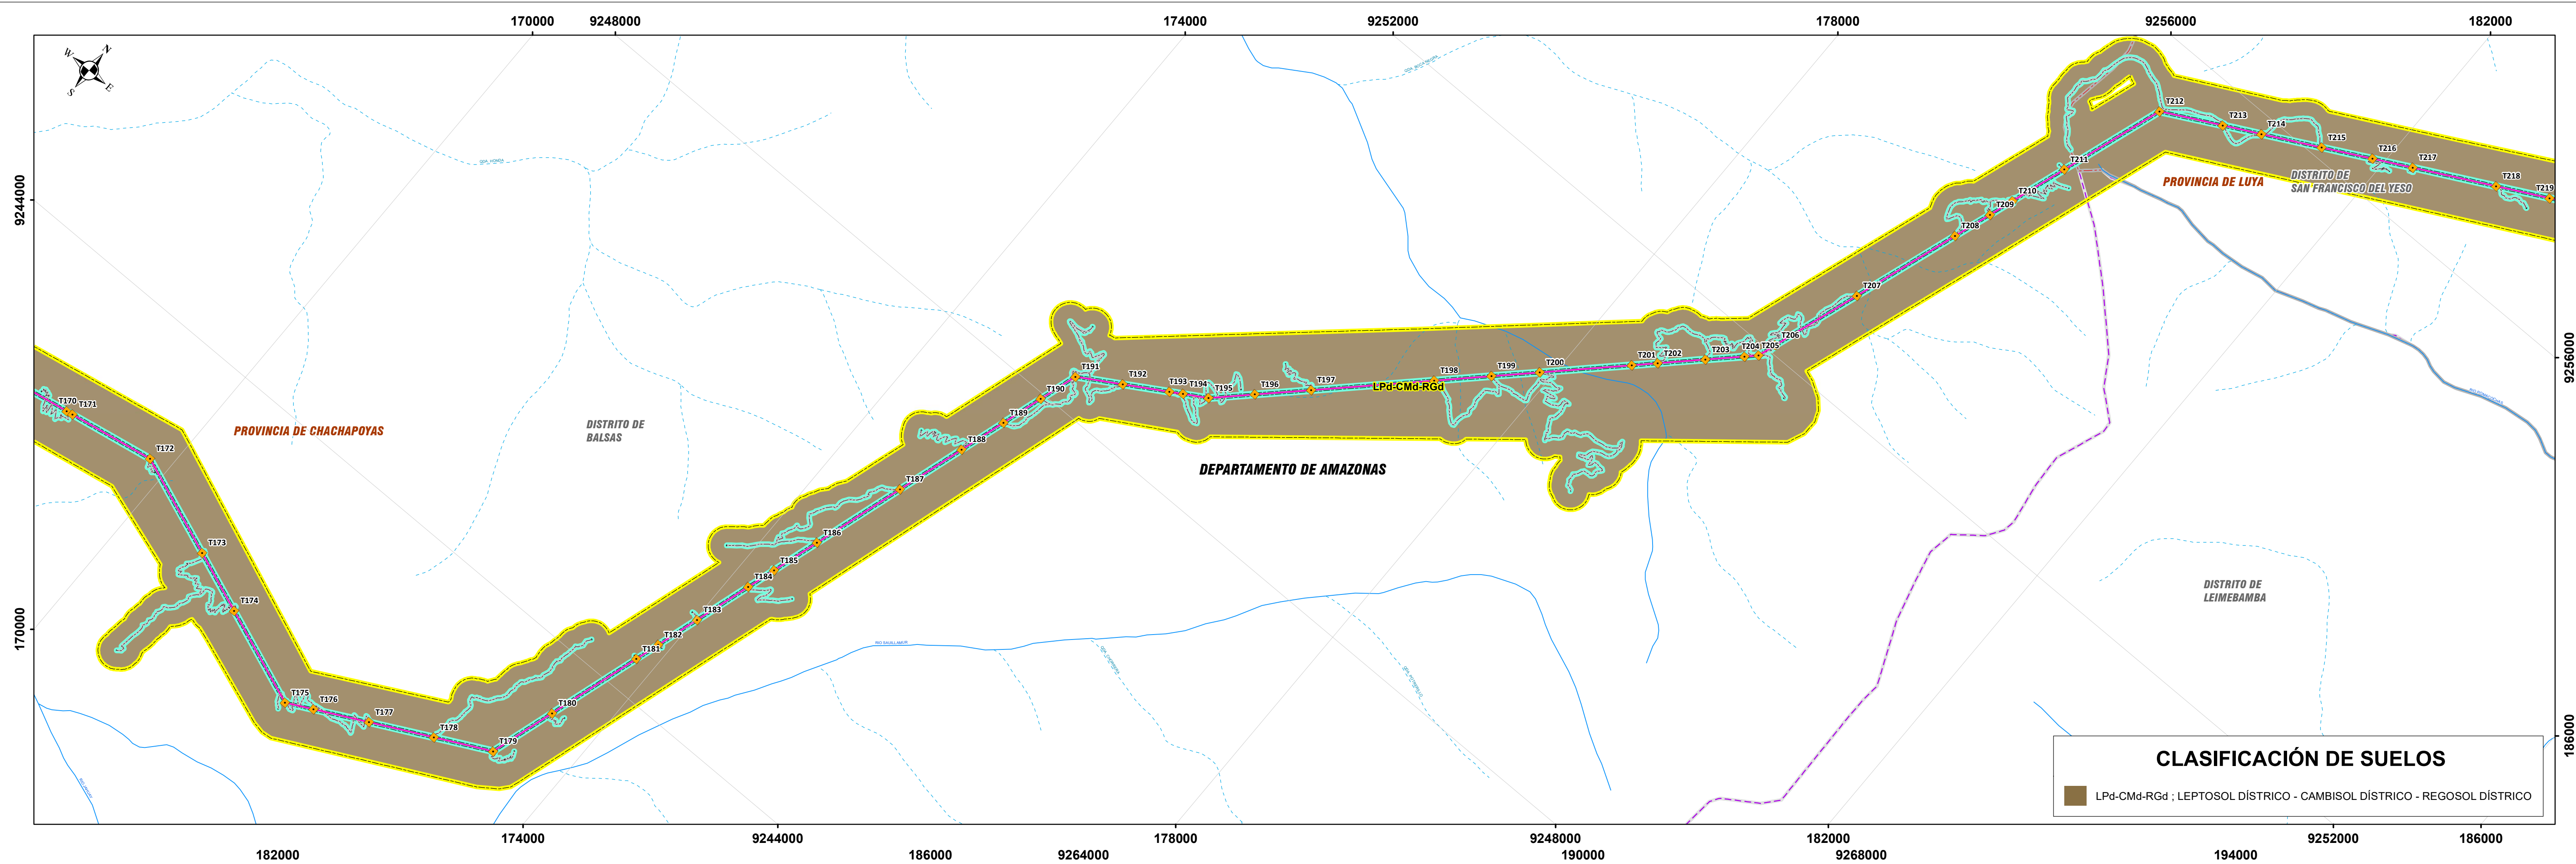 170000
9248000
174000
9252000
178000
9256000
182000
N
W
E
S
9244000
170000
9256000
186000
T170
T171
T172
T173
T174
T175
T176
T177
T178
T179
T180
T181
T182
T183
T184
T185
T186
T187
T188
T189
T190
T191
T192
T193
T194
T195
T196
T197
T198
T199
T200
T201
T202
T203
T204
T205
T206
T207
T208
T209
T210
T211
T212
T213
T214
T215
T216
T217
T218
T219
LPd-CMd-RGd
PROVINCIA DE CHACHAPOYAS
DISTRITO DE
BALSAS
DEPARTAMENTO DE AMAZONAS
PROVINCIA DE LUYA
DISTRITO DE
SAN FRANCISCO DEL YESO
DISTRITO DE
LEIMEBAMBA
CLASIFICACIÓN DE SUELOS
LPd-CMd-RGd ; LEPTOSOL DÍSTRICO - CAMBISOL DÍSTRICO - REGOSOL DÍSTRICO
174000
9244000
178000
9248000
182000
9252000
186000
182000
186000
9264000
190000
9268000
194000